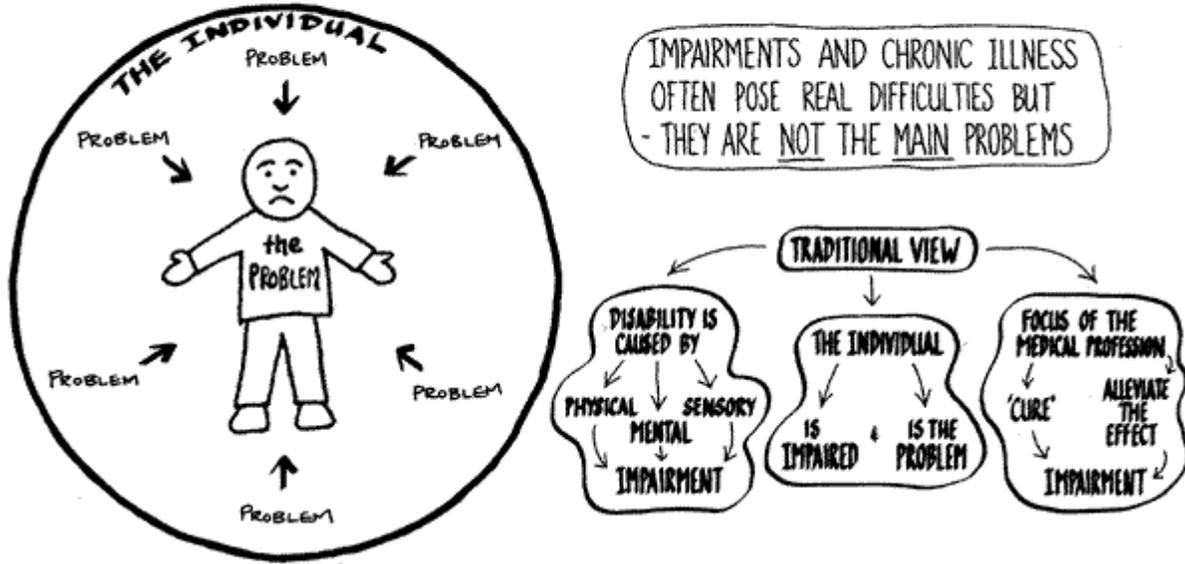 THE INDIVIDUAL
PROBLEM
PROBLEM
PROBLEM
the
PROBLEM
PROBLEM
PROBLEM
PROBLEM
IMPAIRMENTS AND CHRONIC ILLNESS
OFTEN POSE REAL DIFFICULTIES BUT
- THEY ARE NOT THE MAIN PROBLEMS
TRADITIONAL VIEW
DISABILITY IS
CAUSED BY
PHYSICAL
SENSORY
MENTAL
IMPAIRMENT
THE INDIVIDUAL
IS
IMPAIRED
&
IS THE
PROBLEM
FOCUS OF THE
MEDICAL PROFESSION
'CURE'
ALLEVIATE
THE
EFFECT
IMPAIRMENT